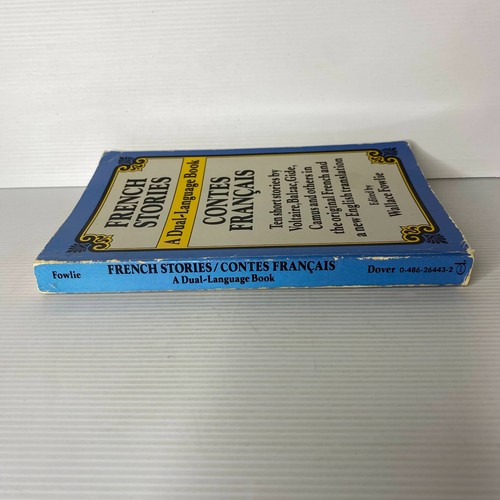 FRENCH
STORIES
A Dual-Language Book
CONTES
FRANÇAIS
Ten short stories by
Voltaire, Balzac, Gide,
Camus and others in
the original French and
a new English translation
Edited by
Wallace Fowlie
Fowlie
FRENCH STORIES/CONTES FRANÇAIS
A Dual-Language Book
Dover 0-486-26443-2